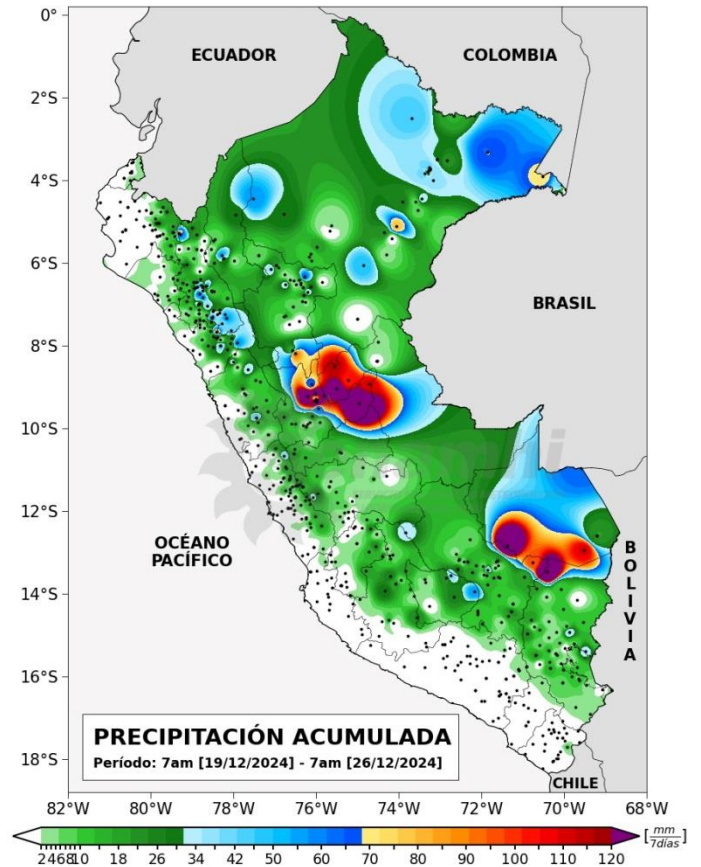 0°
2°S
4°S
6°S
8°S
10°S
12°S
14°S
16°S
18°S
ECUADOR
COLOMBIA
BRASIL
OCÉANO
PACÍFICO
B
O
L
I
V
I
A
PRECIPITACIÓN ACUMULADA
Período: 7am [19/12/2024] - 7am [26/12/2024]
CHILE
82°W 80°W 78°W 76°W 74°W 72°W 70°W 68°W
2 4 6 8 10 18 26 34 42 50 60 70 80 90 100 110 120
[mm/7días]